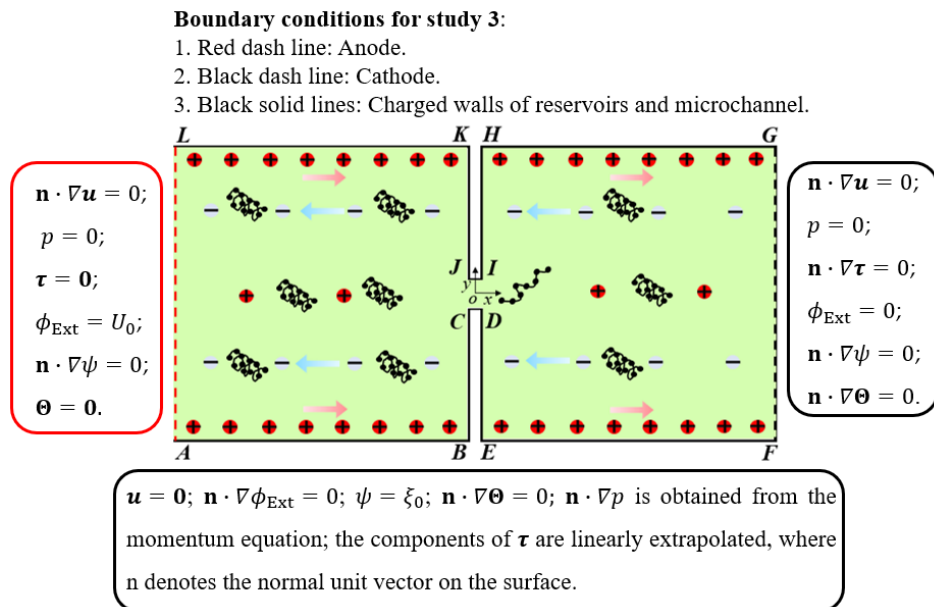 Boundary conditions for study 3:
1. Red dash line: Anode.
2. Black dash line: Cathode.
3. Black solid lines: Charged walls of reservoirs and microchannel.
L K H G
n · ∇u = 0;
p = 0;
τ = 0;
ϕExt = U₀;
n · ∇ψ = 0;
Θ = 0.
J I
y
o x
C D
A B E F
n · ∇u = 0;
p = 0;
n · ∇τ = 0;
ϕExt = 0;
n · ∇ψ = 0;
n · ∇Θ = 0.
u = 0; n · ∇ϕExt = 0; ψ = ξ₀; n · ∇Θ = 0; n · ∇p is obtained from the
momentum equation; the components of τ are linearly extrapolated, where
n denotes the normal unit vector on the surface.